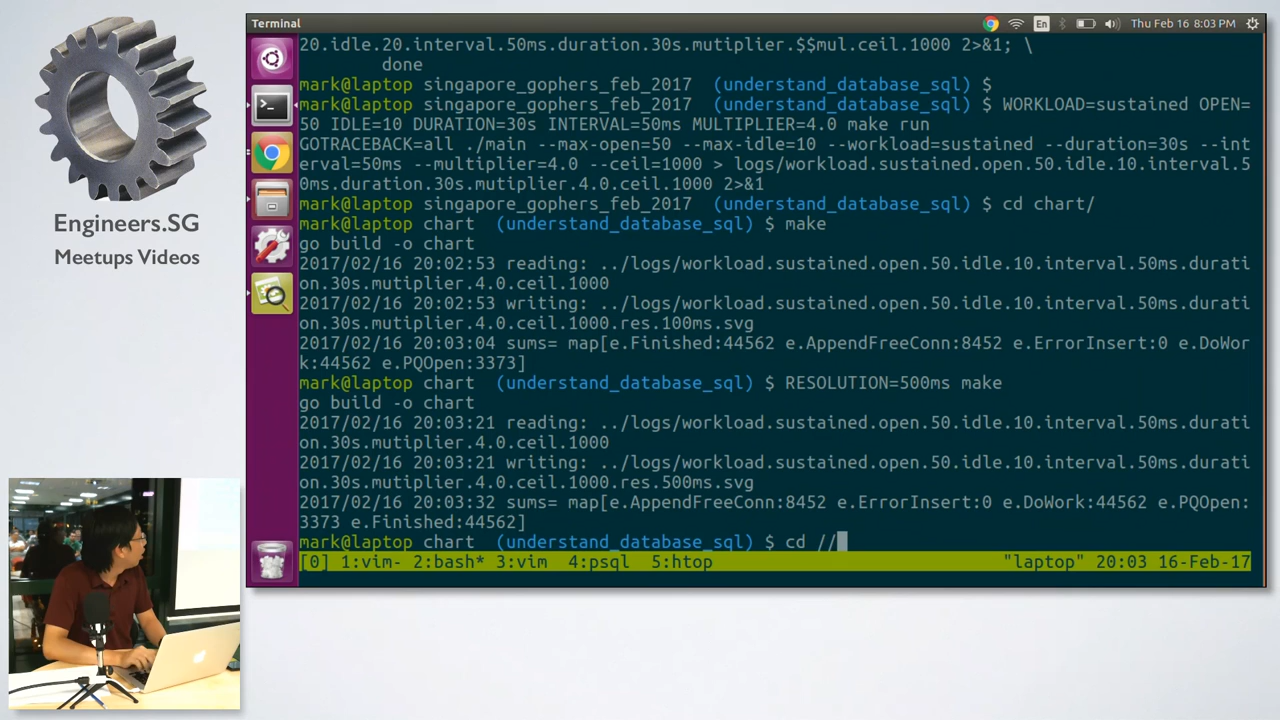 Terminal
En
Thu Feb 16 8:03 PM
20.idle.20.interval.50ms.duration.30s.mutiplier.$$mul.ceil.1000 2>&1; \
done
mark@laptop singapore_gophers_feb_2017 (understand_database_sql) $
mark@laptop singapore_gophers_feb_2017 (understand_database_sql) $ WORKLOAD=sustained OPEN=
50 IDLE=10 DURATION=30s INTERVAL=50ms MULTIPLIER=4.0 make run
GOTRACEBACK=all ./main --max-open=50 --max-idle=10 --workload=sustained --duration=30s --int
erval=50ms --multiplier=4.0 --ceil=1000 > logs/workload.sustained.open.50.idle.10.interval.5
0ms.duration.30s.mutiplier.4.0.ceil.1000 2>&1
mark@laptop singapore_gophers_feb_2017 (understand_database_sql) $ cd chart/
mark@laptop chart (understand_database_sql) $ make
go build -o chart
2017/02/16 20:02:53 reading: ../logs/workload.sustained.open.50.idle.10.interval.50ms.durati
on.30s.mutiplier.4.0.ceil.1000
2017/02/16 20:02:53 writing: ../logs/workload.sustained.open.50.idle.10.interval.50ms.durati
on.30s.mutiplier.4.0.ceil.1000.res.100ms.svg
2017/02/16 20:03:04 sums= map[e.Finished:44562 e.AppendFreeConn:8452 e.ErrorInsert:0 e.DoWor
k:44562 e.PQOpen:3373]
mark@laptop chart (understand_database_sql) $ RESOLUTION=500ms make
go build -o chart
2017/02/16 20:03:21 reading: ../logs/workload.sustained.open.50.idle.10.interval.50ms.durati
on.30s.mutiplier.4.0.ceil.1000
2017/02/16 20:03:21 writing: ../logs/workload.sustained.open.50.idle.10.interval.50ms.durati
on.30s.mutiplier.4.0.ceil.1000.res.500ms.svg
2017/02/16 20:03:32 sums= map[e.AppendFreeConn:8452 e.ErrorInsert:0 e.DoWork:44562 e.PQOpen:
3373 e.Finished:44562]
mark@laptop chart (understand_database_sql) $ cd //
[0] 1:vim- 2:bash* 3:vim 4:psql 5:htop "laptop" 20:03 16-Feb-17
Engineers.SG
Meetups Videos